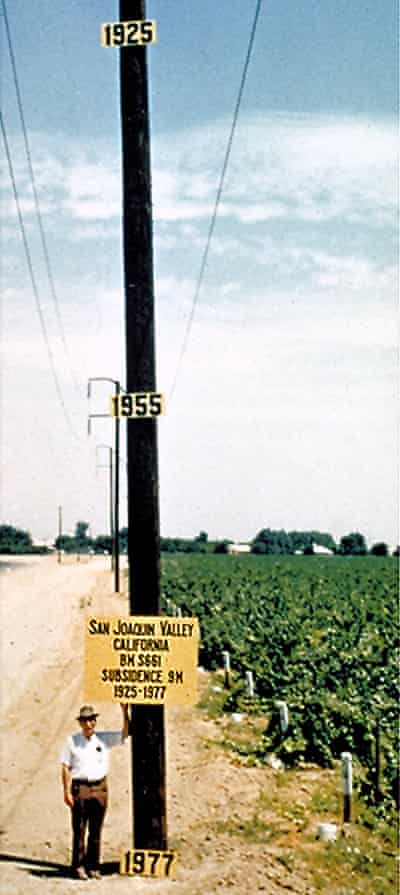 1925
1955
SAN JOAQUIN VALLEY
CALIFORNIA
BM S661
SUBSIDENCE 9M
1925-1977
1977